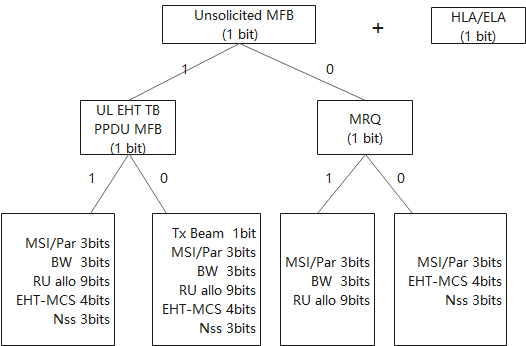 Unsolicited MFB
(1 bit)
+
HLA/ELA
(1 bit)
1
0
UL EHT TB
PPDU MFB
(1 bit)
MRQ
(1 bit)
1
0
1
0
MSI/Par 3bits
BW 3bits
RU allo 9bits
EHT-MCS 4bits
Nss 3bits
Tx Beam 1bit
MSI/Par 3bits
BW 3bits
RU allo 9bits
EHT-MCS 4bits
Nss 3bits
MSI/Par 3bits
BW 3bits
RU allo 9bits
MSI/Par 3bits
EHT-MCS 4bits
Nss 3bits